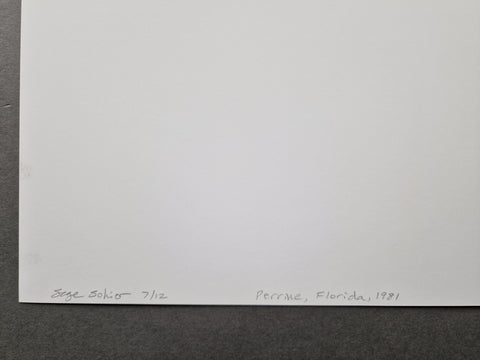 Sage Sohier 7/12 Perrine, Florida, 1981